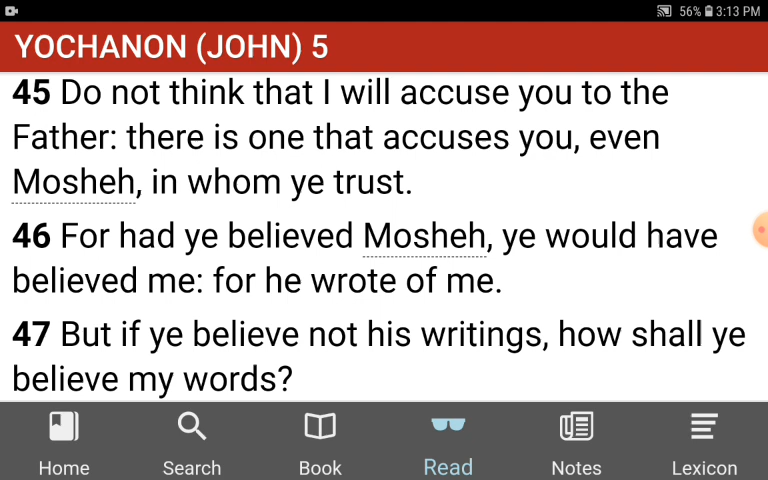 56% 3:13 PM
YOCHANON (JOHN) 5
45 Do not think that I will accuse you to the
Father: there is one that accuses you, even
Mosheh, in whom ye trust.
46 For had ye believed Mosheh, ye would have
believed me: for he wrote of me.
47 But if ye believe not his writings, how shall ye
believe my words?
Home Search Book Read Notes Lexicon